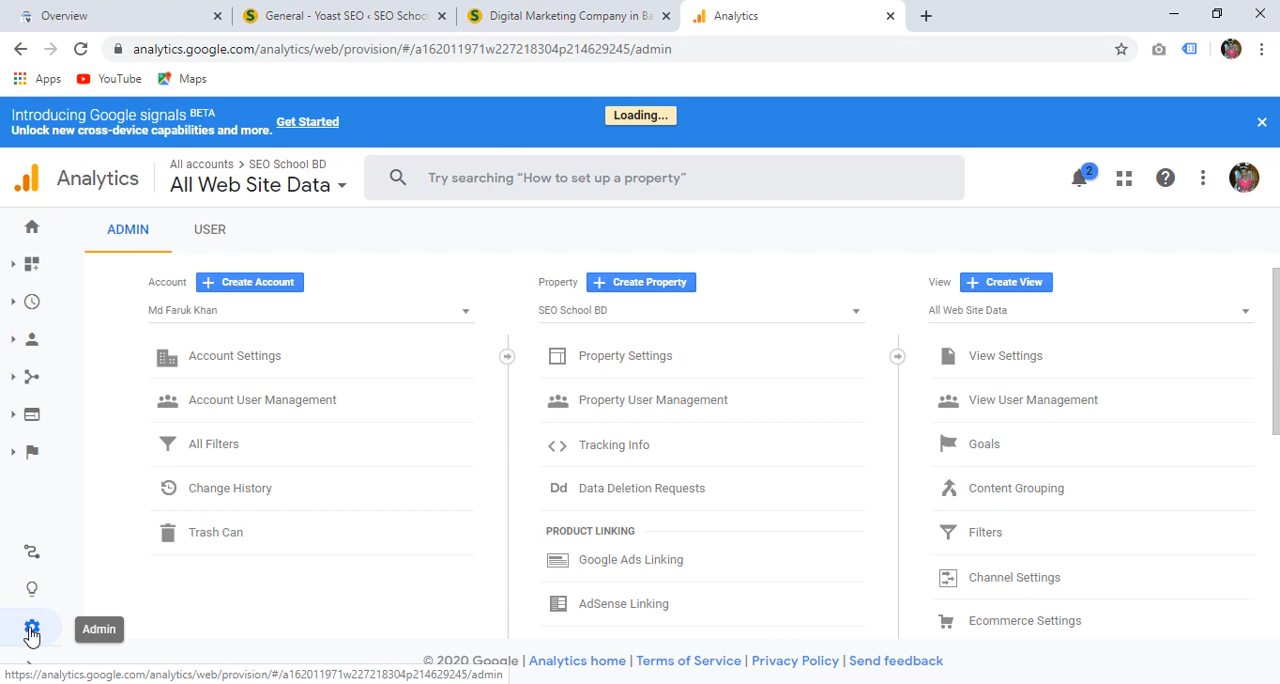 Overview
General - Yoast SEO ‹ SEO Schoo
Digital Marketing Company in Ba
Analytics
analytics.google.com/analytics/web/provision/#/a162011971w227218304p214629245/admin
Apps
YouTube
Maps
Introducing Google signals BETA
Unlock new cross-device capabilities and more.
Get Started
Loading...
Analytics
All accounts > SEO School BD
All Web Site Data
Try searching “How to set up a property”
2
ADMIN
USER
Account
Create Account
Md Faruk Khan
Account Settings
Account User Management
All Filters
Change History
Trash Can
Property
Create Property
SEO School BD
Property Settings
Property User Management
Tracking Info
Dd Data Deletion Requests
PRODUCT LINKING
Google Ads Linking
AdSense Linking
View
Create View
All Web Site Data
View Settings
View User Management
Goals
Content Grouping
Filters
Channel Settings
Ecommerce Settings
Admin
© 2020 Google | Analytics home | Terms of Service | Privacy Policy | Send feedback
https://analytics.google.com/analytics/web/provision/#/a162011971w227218304p214629245/admin